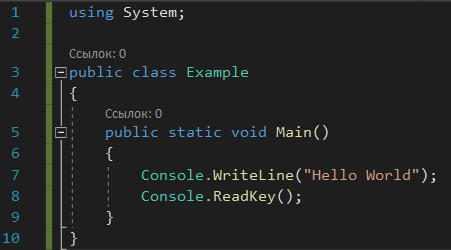 1 using System;
2
Ссылок: 0
3 public class Example
4 {
Ссылок: 0
5 public static void Main()
6 {
7 Console.WriteLine("Hello World");
8 Console.ReadKey();
9 }
10 }